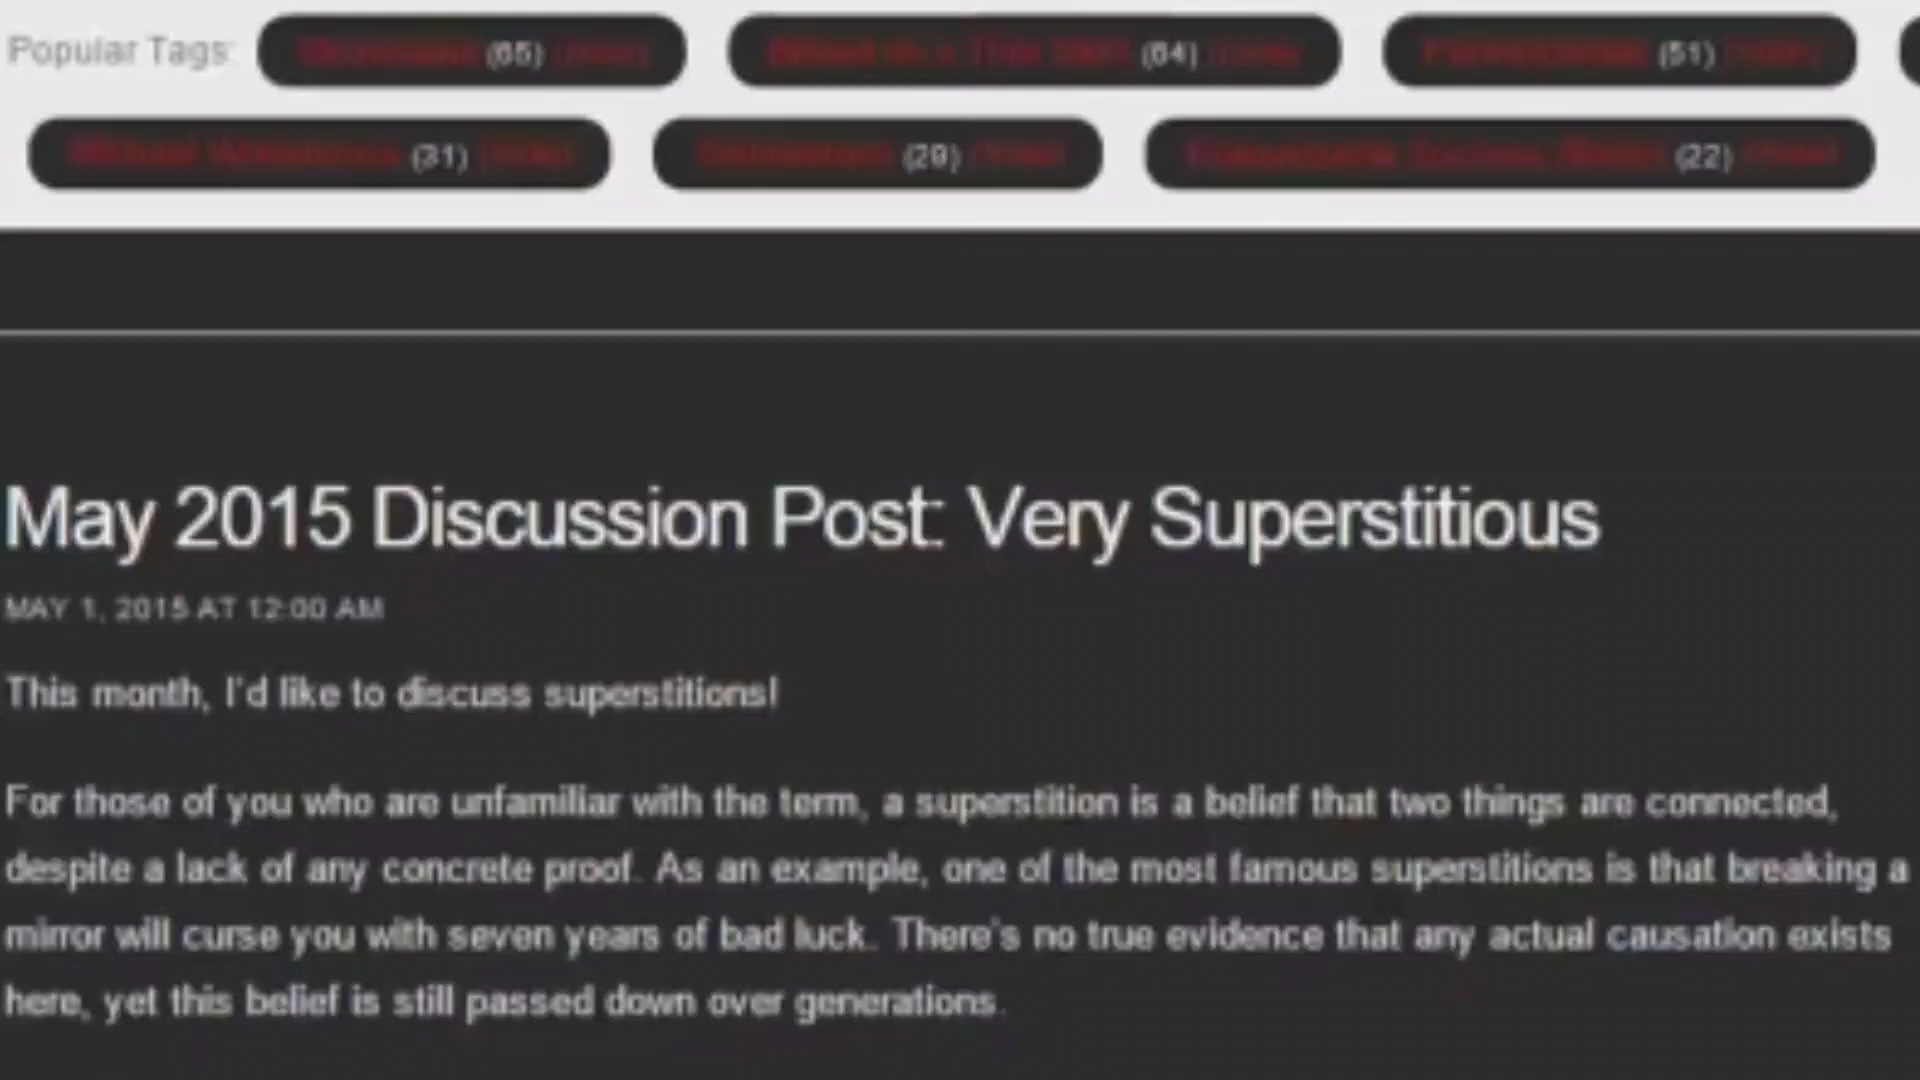 Popular Tags: (65) (64) (51)
(31) (29) (22)
May 2015 Discussion Post: Very Superstitious
MAY 1, 2015 AT 12:00 AM
This month, I'd like to discuss superstitions!
For those of you who are unfamiliar with the term, a superstition is a belief that two things are connected,
despite a lack of any concrete proof. As an example, one of the most famous superstitions is that breaking a
mirror will curse you with seven years of bad luck. There's no true evidence that any actual causation exists
here, yet this belief is still passed down over generations.